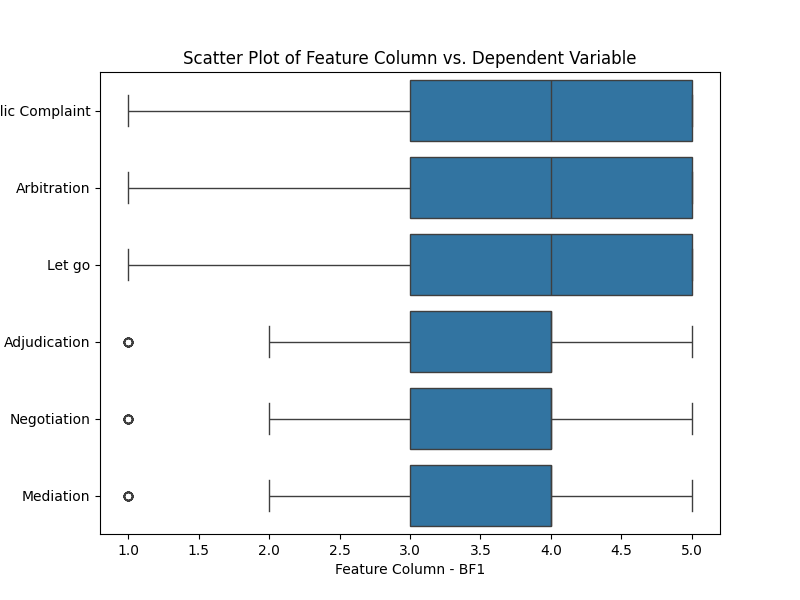 Scatter Plot of Feature Column vs. Dependent Variable
lic Complaint
Arbitration
Let go
Adjudication
Negotiation
Mediation
1.0 1.5 2.0 2.5 3.0 3.5 4.0 4.5 5.0
Feature Column - BF1